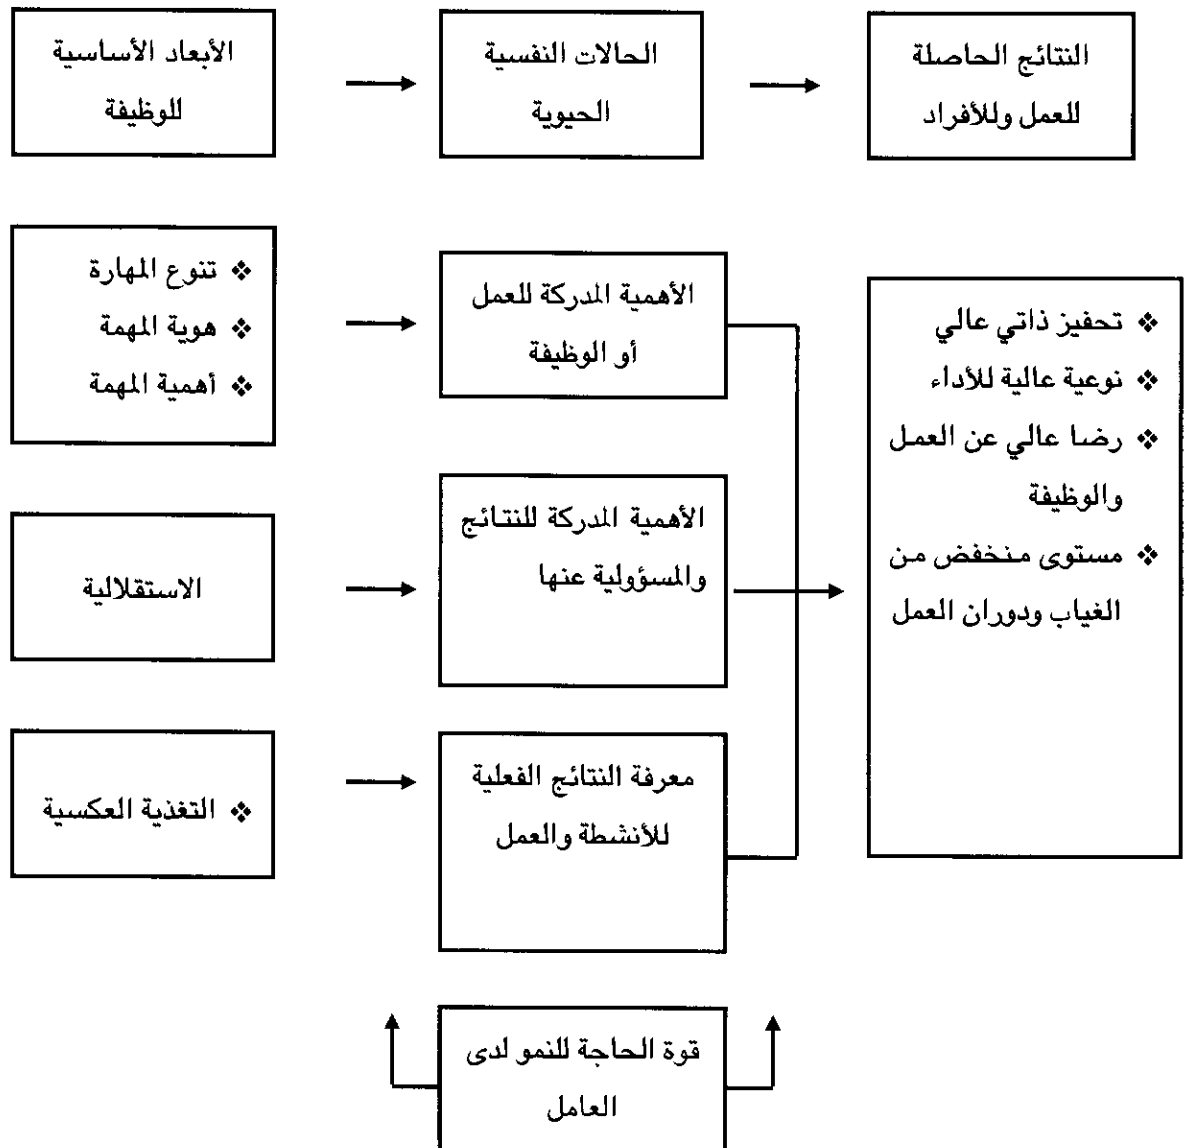 الأبعاد الأساسية
للوظيفة
الحالات النفسية
الحيوية
النتائج الحاصلة
للعمل وللأفراد
❖ تنوع المهارة
❖ هوية المهمة
❖ أهمية المهمة
الأهمية المدركة للعمل
أو الوظيفة
❖ تحفيز ذاتي عالي
❖ نوعية عالية للأداء
❖ رضا عالي عن العمل
والوظيفة
❖ مستوى منخفض من
الغياب ودوران العمل
الاستقلالية
الأهمية المدركة للنتائج
والمسؤولية عنها
❖ التغذية العكسية
معرفة النتائج الفعلية
للأنشطة والعمل
قوة الحاجة للنمو لدى
العامل